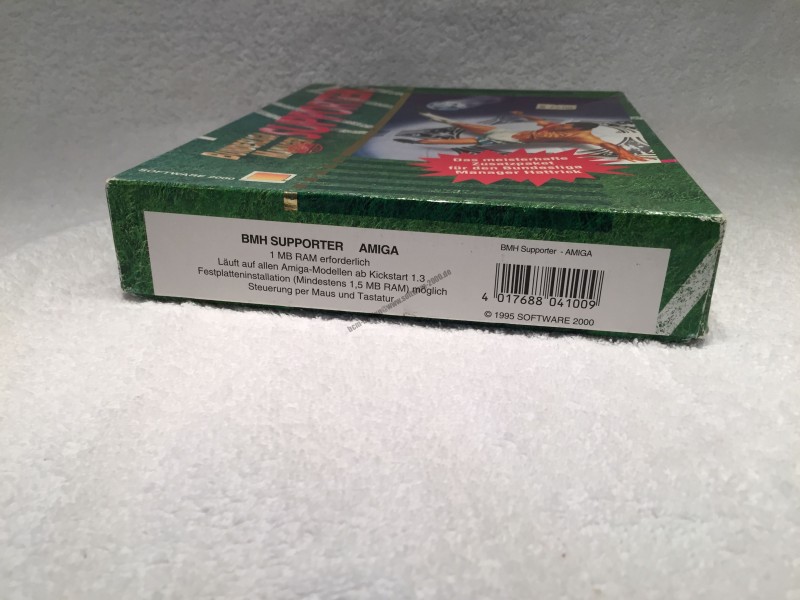 SUPPORTER
SOFTWARE 2000
Das meisterhafte
Zusatzpaket
für den Bundesliga
Manager Hattrick
BMH SUPPORTER AMIGA
1 MB RAM erforderlich
Läuft auf allen Amiga-Modellen ab Kickstart 1.3
Festplatteninstallation (Mindestens 1,5 MB RAM) möglich
Steuerung per Maus und Tastatur
BMH Supporter - AMIGA
4 017688 041009
© 1995 SOFTWARE 2000